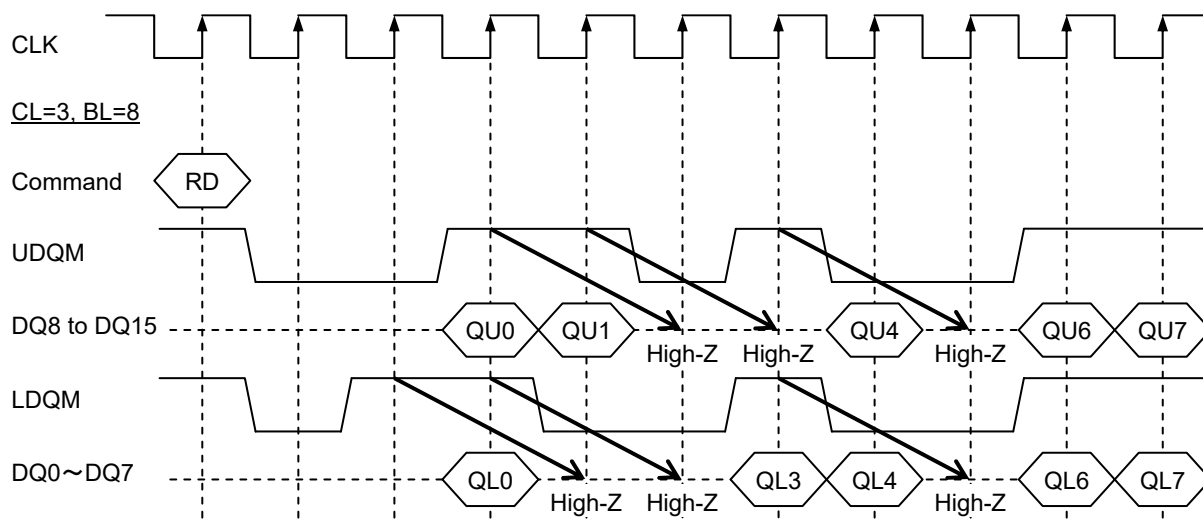 CLK
CL=3, BL=8
Command RD
UDQM
DQ8 to DQ15 QU0 QU1 QU4 QU6 QU7
High-Z High-Z High-Z
LDQM
DQ0～DQ7 QL0 QL3 QL4 QL6 QL7
High-Z High-Z High-Z